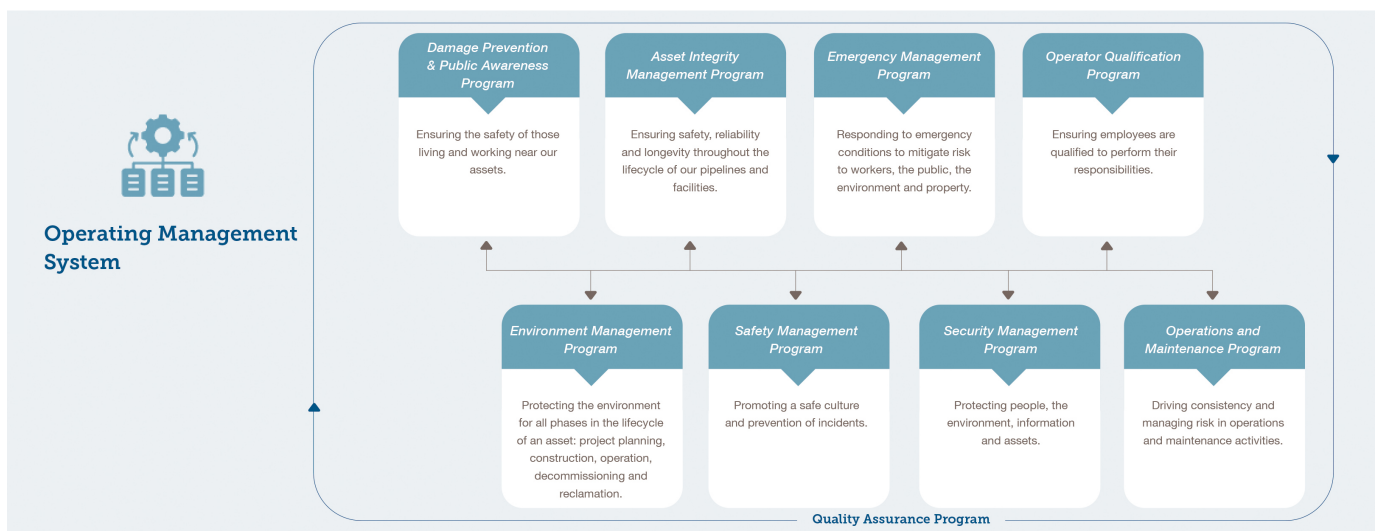 Operating Management
System
Damage Prevention
& Public Awareness
Program
Ensuring the safety of those
living and working near our
assets.
Asset Integrity
Management Program
Ensuring safety, reliability
and longevity throughout the
lifecycle of our pipelines and
facilities.
Emergency Management
Program
Responding to emergency
conditions to mitigate risk
to workers, the public, the
environment and property.
Operator Qualification
Program
Ensuring employees are
qualified to perform their
responsibilities.
Environment Management
Program
Protecting the environment
for all phases in the lifecycle
of an asset: project planning,
construction, operation,
decommissioning and
reclamation.
Safety Management
Program
Promoting a safe culture
and prevention of incidents.
Security Management
Program
Protecting people, the
environment, information
and assets.
Operations and
Maintenance Program
Driving consistency and
managing risk in operations
and maintenance activities.
Quality Assurance Program